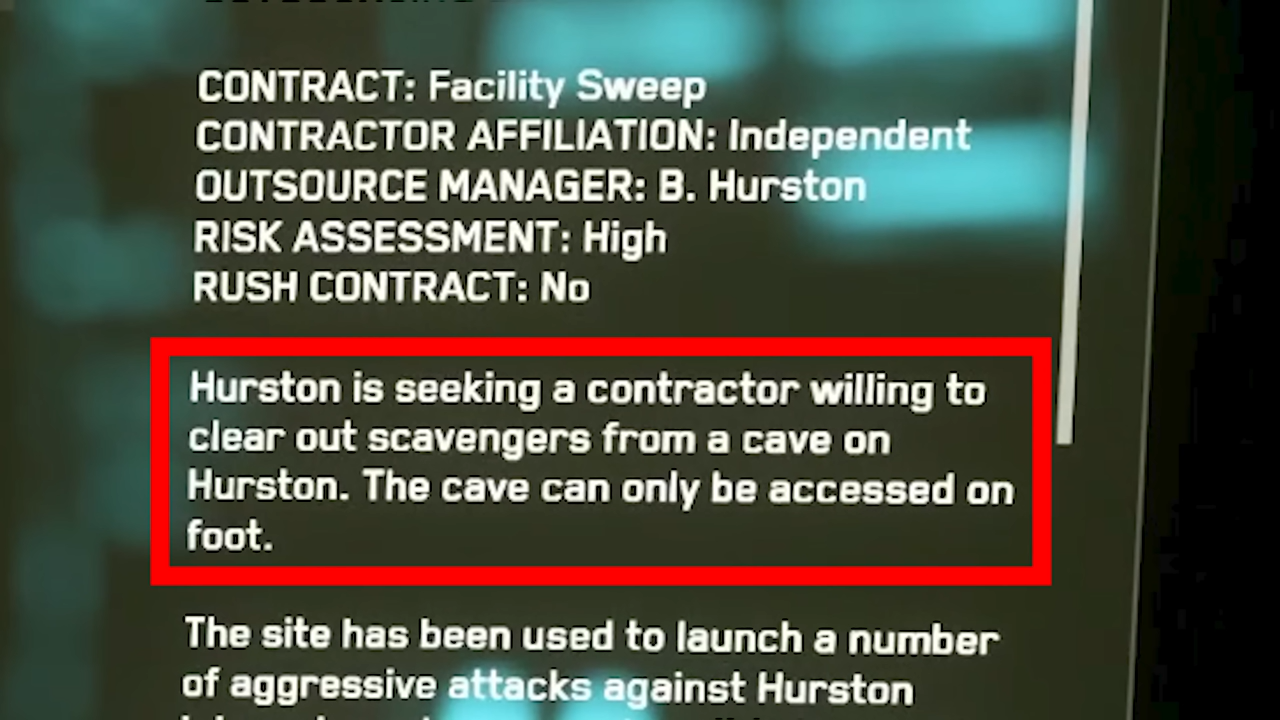 CONTRACT: Facility Sweep
CONTRACTOR AFFILIATION: Independent
OUTSOURCE MANAGER: B. Hurston
RISK ASSESSMENT: High
RUSH CONTRACT: No
Hurston is seeking a contractor willing to
clear out scavengers from a cave on
Hurston. The cave can only be accessed on
foot.
The site has been used to launch a number
of aggressive attacks against Hurston